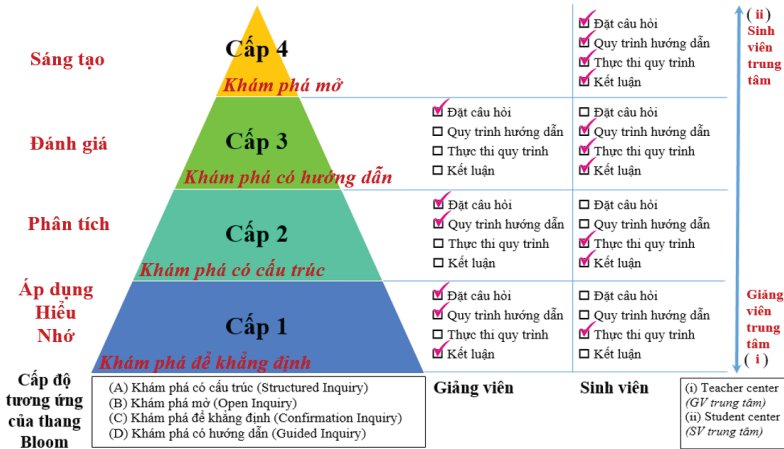 (ii)
Sinh viên trung tâm
Sáng tạo
Cấp 4
Khám phá mở
Đặt câu hỏi
Quy trình hướng dẫn
Thực thi quy trình
Kết luận
Đánh giá
Cấp 3
Khám phá có hướng dẫn
Đặt câu hỏi
Quy trình hướng dẫn
Thực thi quy trình
Kết luận
Đặt câu hỏi
Quy trình hướng dẫn
Thực thi quy trình
Kết luận
Phân tích
Cấp 2
Khám phá có cấu trúc
Đặt câu hỏi
Quy trình hướng dẫn
Thực thi quy trình
Kết luận
Đặt câu hỏi
Quy trình hướng dẫn
Thực thi quy trình
Kết luận
Áp dụng
Hiểu
Nhớ
Cấp 1
Khám phá để khẳng định
Đặt câu hỏi
Quy trình hướng dẫn
Thực thi quy trình
Kết luận
Đặt câu hỏi
Quy trình hướng dẫn
Thực thi quy trình
Kết luận
Giảng
viên
trung
tâm
(i)
Cấp độ
tương ứng
của thang
Bloom
(A) Khám phá có cấu trúc (Structured Inquiry)
(B) Khám phá mở (Open Inquiry)
(C) Khám phá để khẳng định (Confirmation Inquiry)
(D) Khám phá có hướng dẫn (Guided Inquiry)
Giảng viên
Sinh viên
(i) Teacher center
(GV trung tâm)
(ii) Student center
(SV trung tâm)